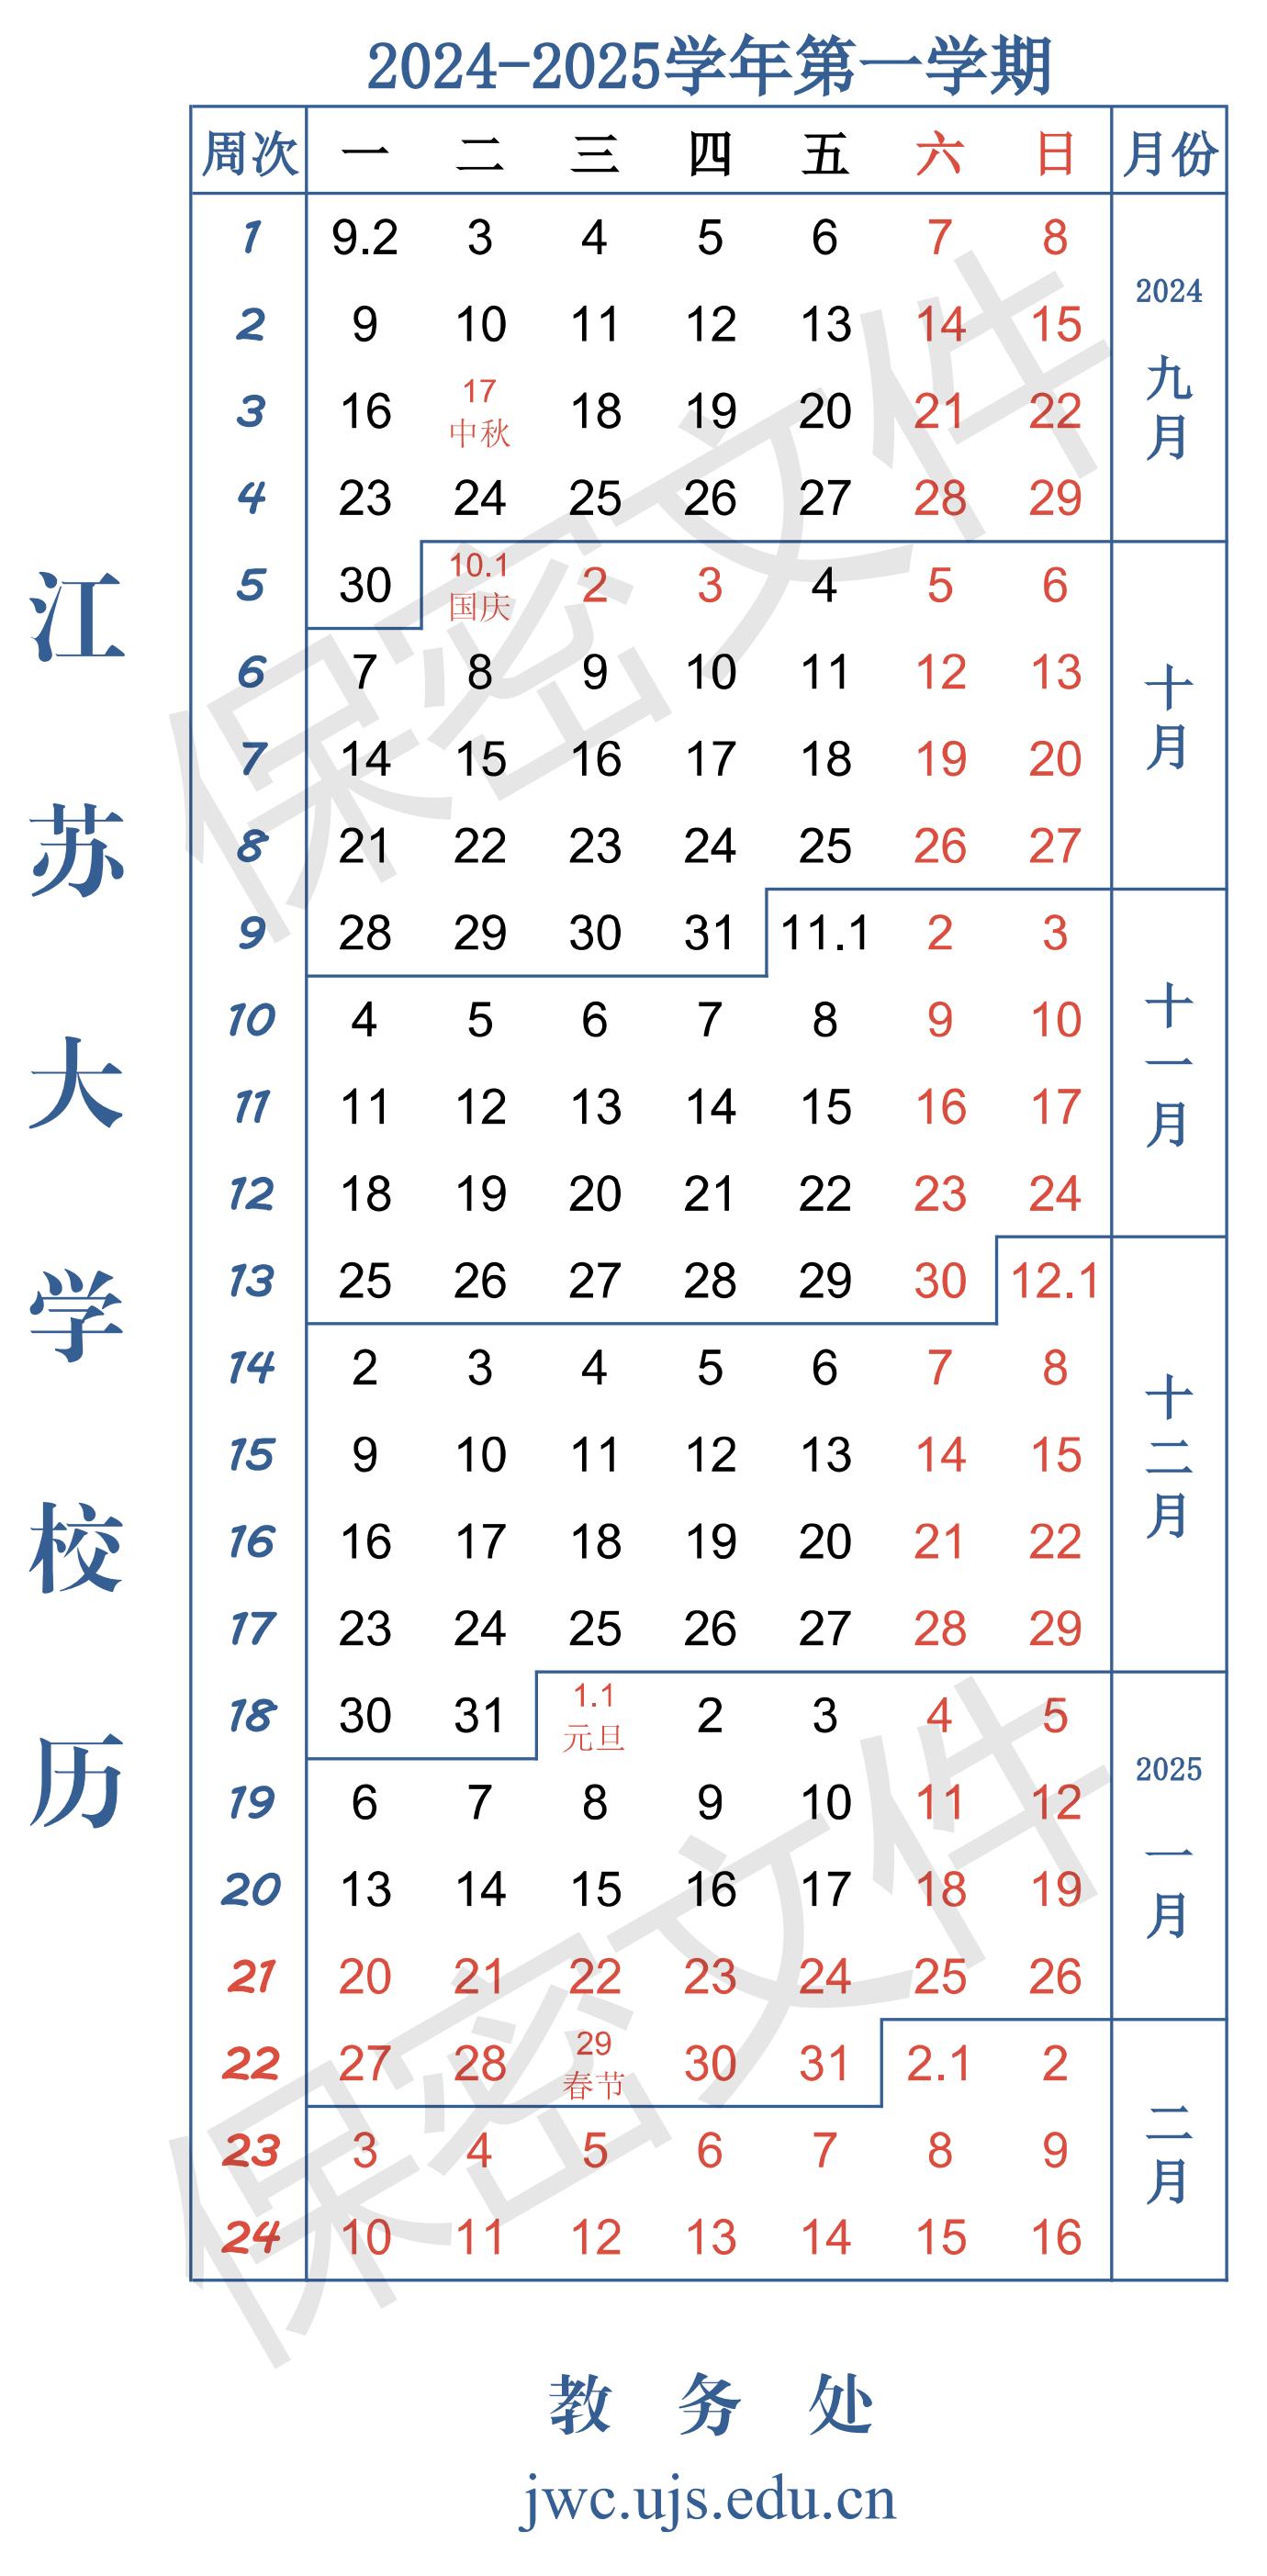 2024-2025学年第一学期
江苏大学校历
周次 一 二 三 四 五 六 日 月份
1 9.2 3 4 5 6 7 8
2 9 10 11 12 13 14 15
3 16 17 中秋 18 19 20 21 22
4 23 24 25 26 27 28 29
2024 九月
5 30 10.1 国庆 2 3 4 5 6
6 7 8 9 10 11 12 13
7 14 15 16 17 18 19 20
8 21 22 23 24 25 26 27
十月
9 28 29 30 31 11.1 2 3
10 4 5 6 7 8 9 10
11 11 12 13 14 15 16 17
12 18 19 20 21 22 23 24
十一月
13 25 26 27 28 29 30 12.1
14 2 3 4 5 6 7 8
15 9 10 11 12 13 14 15
16 16 17 18 19 20 21 22
17 23 24 25 26 27 28 29
十二月
18 30 31 1.1 元旦 2 3 4 5
19 6 7 8 9 10 11 12
20 13 14 15 16 17 18 19
21 20 21 22 23 24 25 26
2025 一月
22 27 28 29 春节 30 31 2.1 2
23 3 4 5 6 7 8 9
24 10 11 12 13 14 15 16
二月
保密文件
保密文件
教务处
jwc.ujs.edu.cn